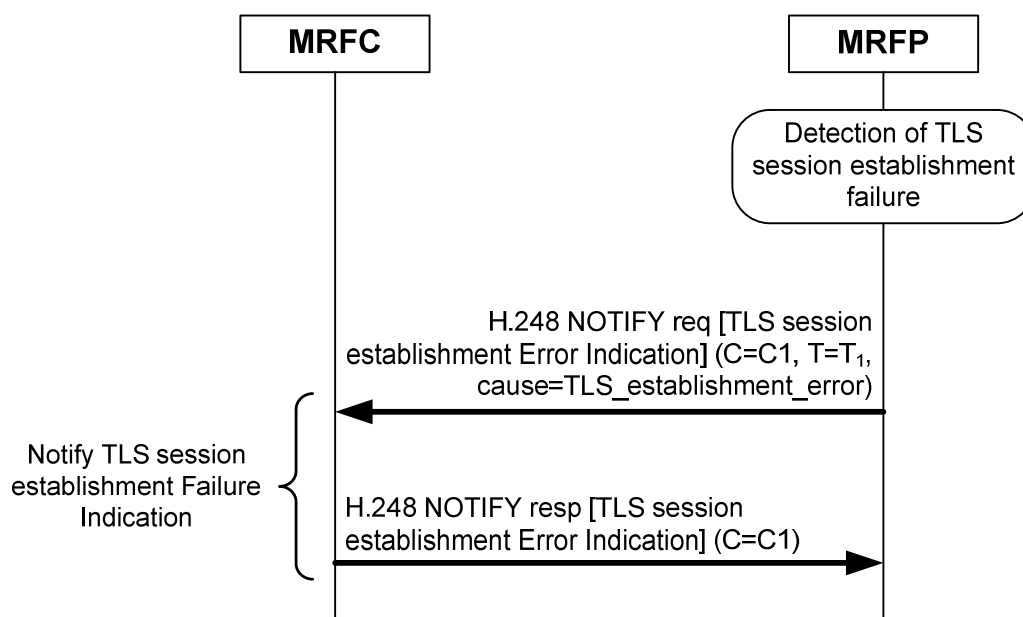 MRFC
MRFP
Detection of TLS
session establishment
failure
H.248 NOTIFY req [TLS session
establishment Error Indication] (C=C1, T=T₁,
cause=TLS_establishment_error)
Notify TLS session
establishment Failure
Indication
H.248 NOTIFY resp [TLS session
establishment Error Indication] (C=C1)